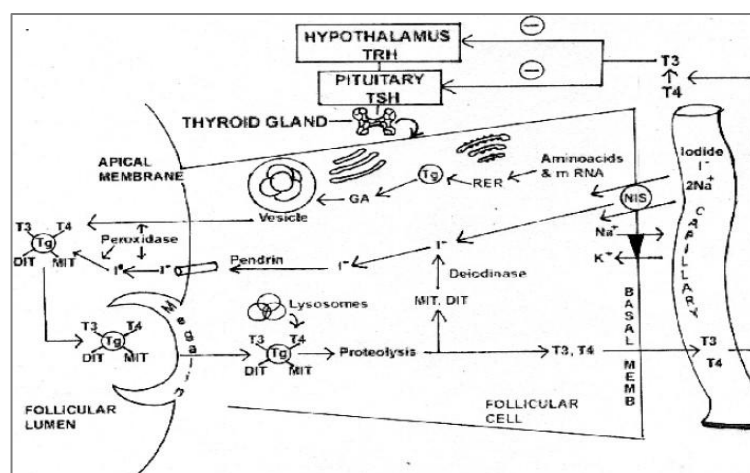 HYPOTHALAMUS
TRH
PITUITARY
TSH
T3
T4
THYROID GLAND
APICAL
MEMBRANE
Vesicle
GA
Tg
RER
Aminoacids
& m RNA
Iodide
I⁻
2Na⁺
NIS
Na⁺
K⁺
CAPILLARY
T3 T4
Tg
DIT MIT
Peroxidase
I⁻
Pendrin
I⁻
I⁻
Deiodinase
MIT, DIT
Lysosomes
T3 T4
Tg
DIT MIT
T3 T4
Tg
DIT MIT
Proteolysis
T3, T4
T3
T4
BASAL MEMB
FOLLICULAR
LUMEN
FOLLICULAR
CELL